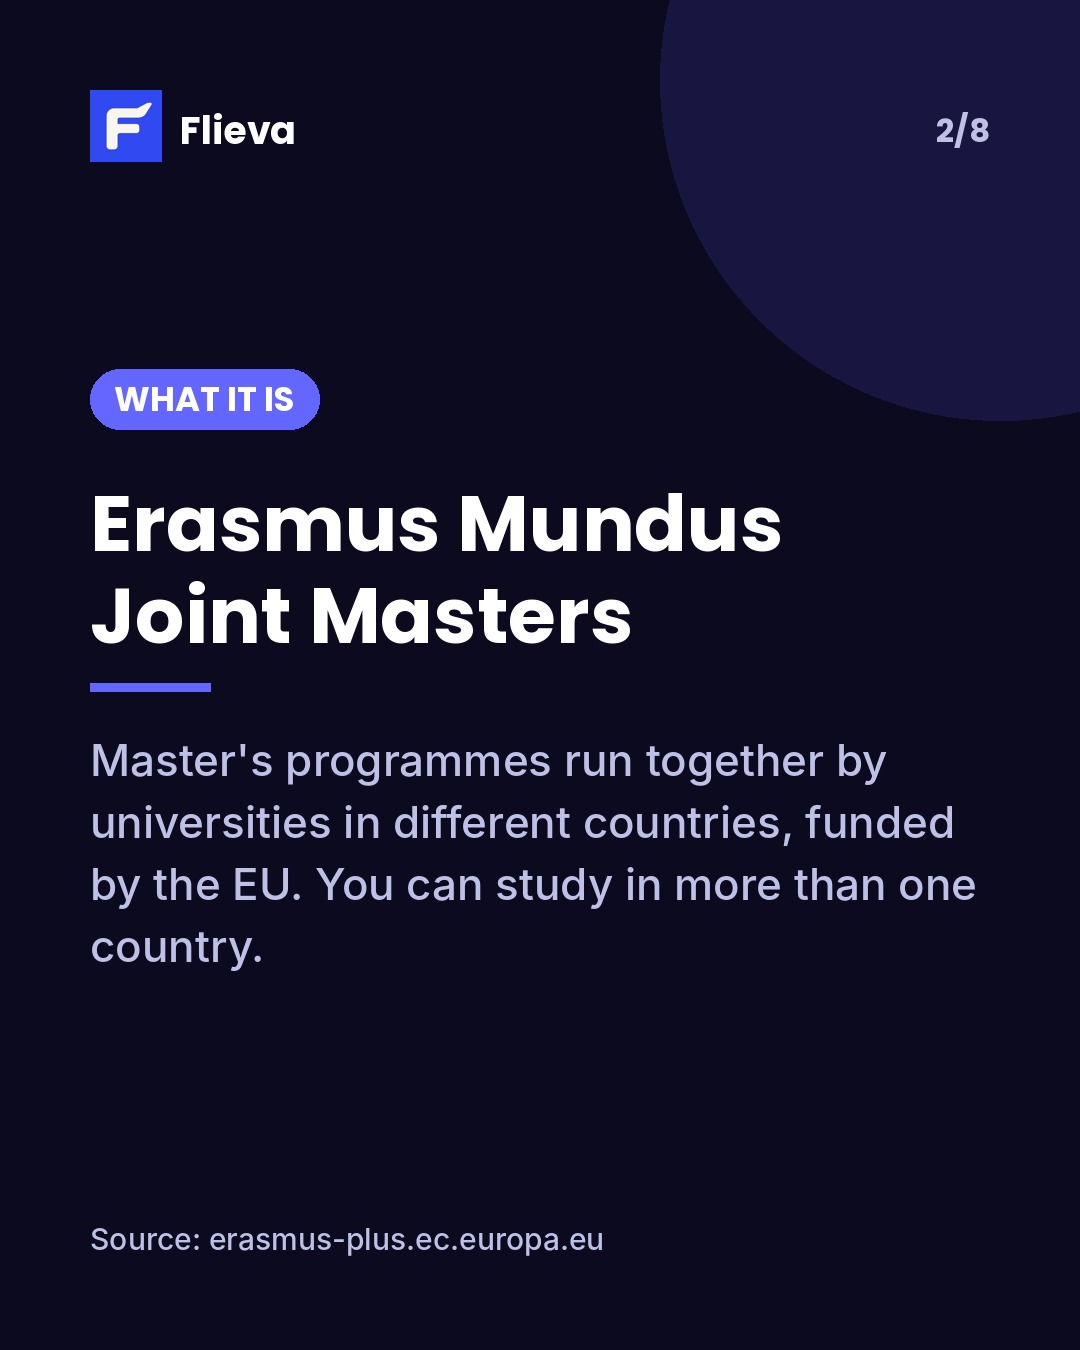 Flieva
2/8
WHAT IT IS
Erasmus Mundus
Joint Masters
Master's programmes run together by
universities in different countries, funded
by the EU. You can study in more than one
country.
Source: erasmus-plus.ec.europa.eu